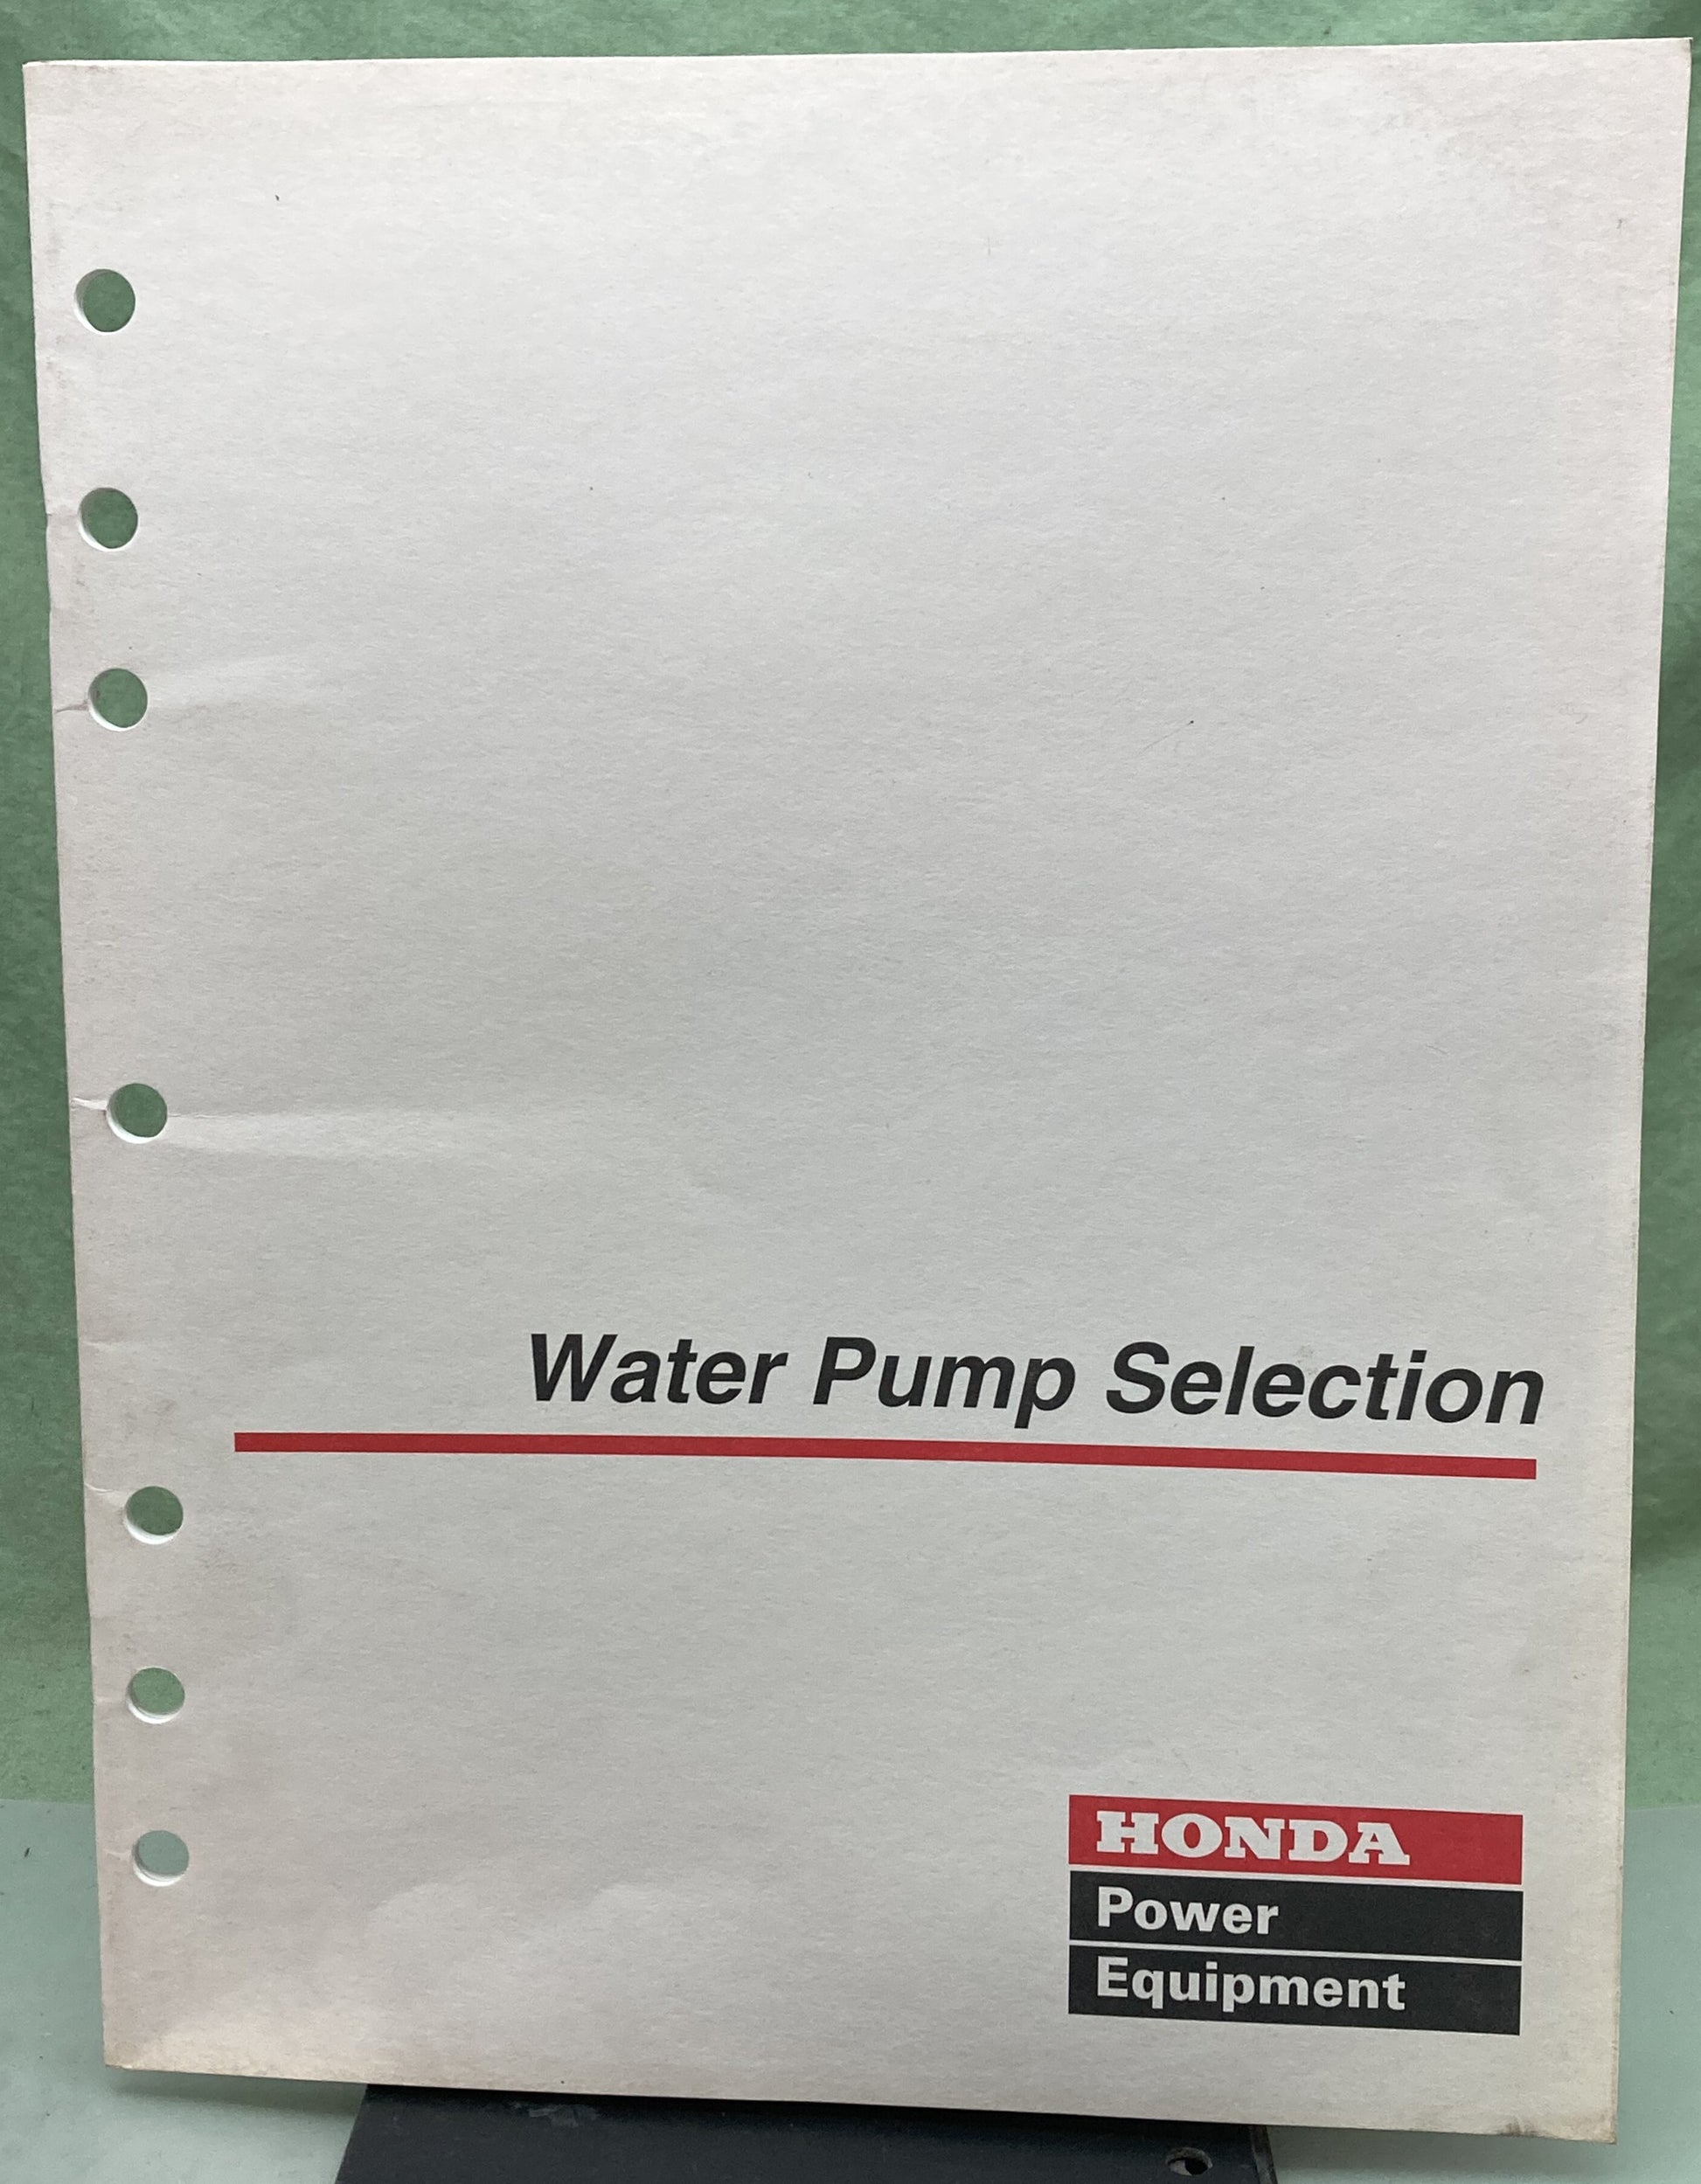 Water Pump Selection
HONDA
Power
Equipment